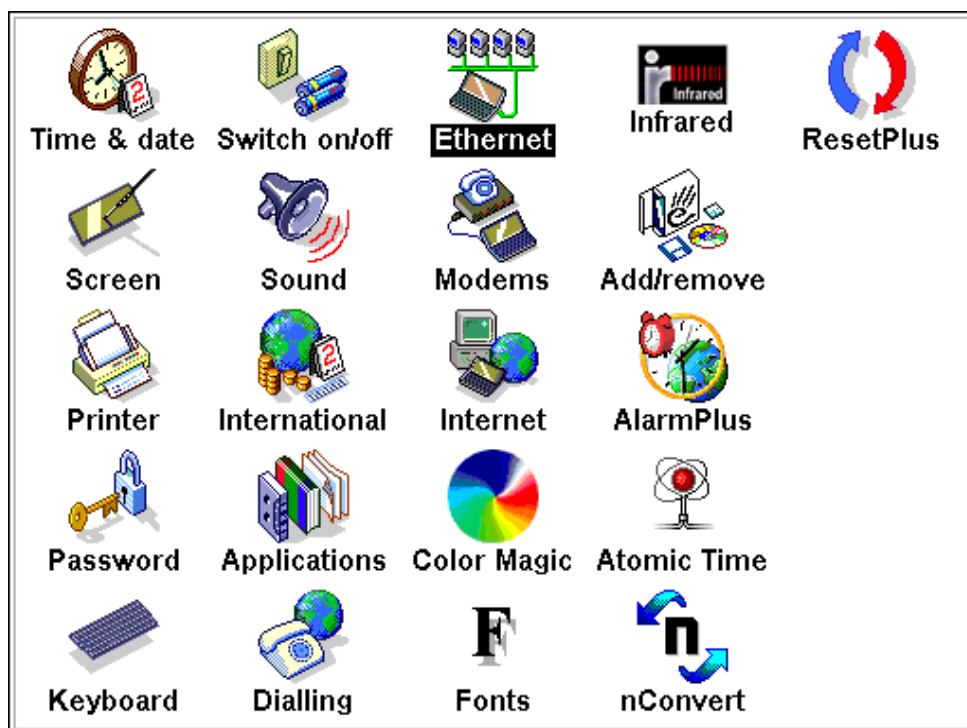 Time & date Switch on/off Ethernet Infrared Infrared ResetPlus
Screen Sound Modems Add/remove
Printer International Internet AlarmPlus
Password Applications Color Magic Atomic Time
Keyboard Dialling Fonts nConvert